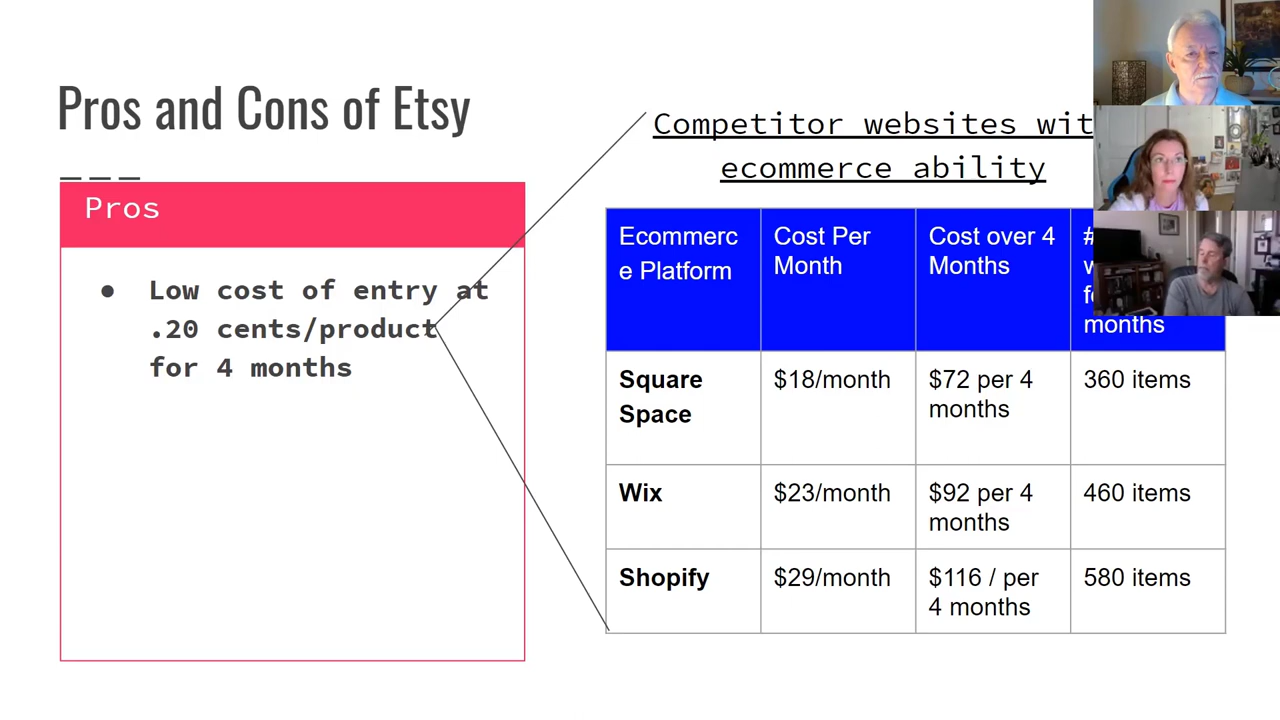 Pros and Cons of Etsy
Pros
● Low cost of entry at
.20 cents/product
for 4 months
Competitor websites
ecommerce ability
Ecommerc
e Platform
Cost Per
Month
Cost over 4
Months
#
months
Square
Space
$18/month
$72 per 4
months
360 items
Wix
$23/month
$92 per 4
months
460 items
Shopify
$29/month
$116 / per
4 months
580 items